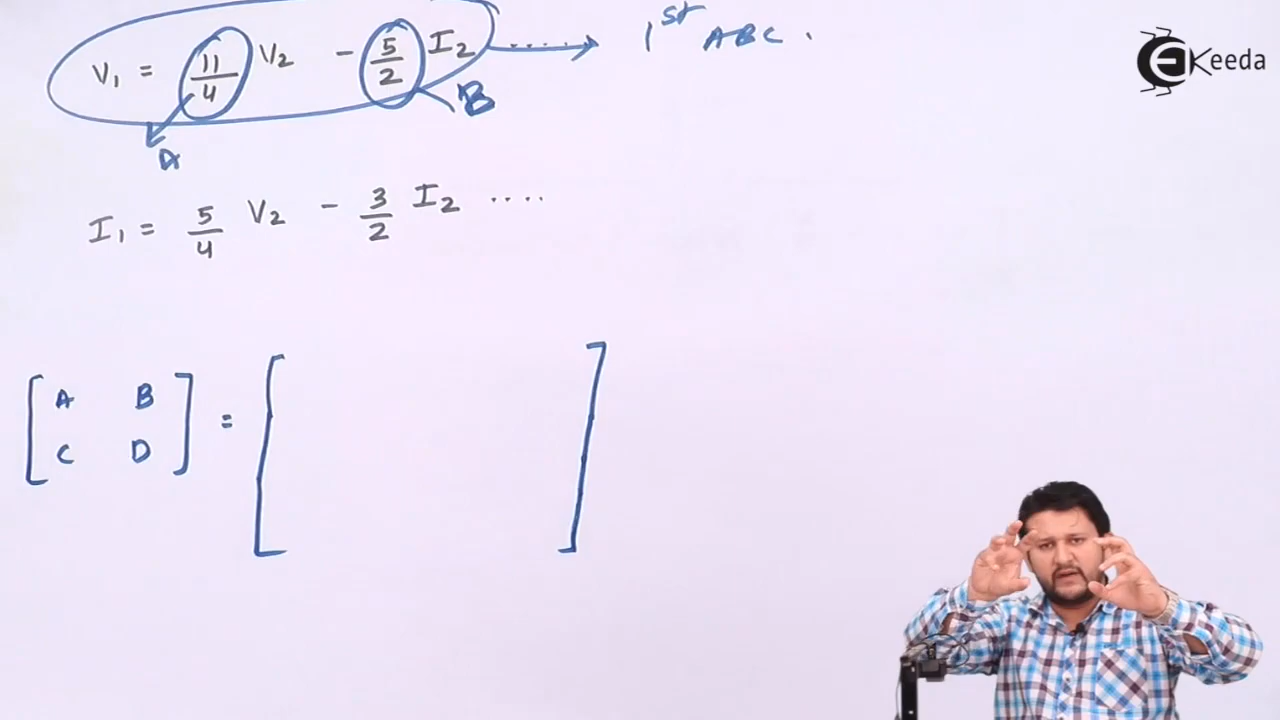 V₁ = 11/4 V₂ - 5/2 I₂ ....... → 1st ABC.
A
B
I₁ = 5/4 V₂ - 3/2 I₂ ....
[ A B
C D ] = [ ]
EKeeda